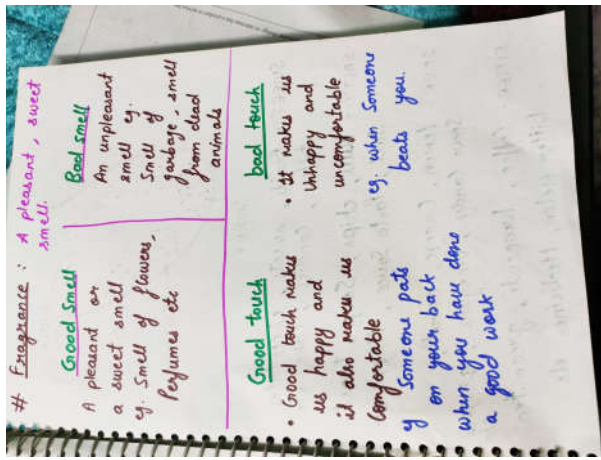 # Fragrance : A pleasant, sweet
smell.
Good Smell
A pleasant or
a sweet smell
eg. Smell of flowers,
Perfumes etc
Bad smell
An unpleasant
smell eg.
Smell of
garbage, smell
from dead
animals
Good touch
• Good touch makes
us happy and
it also makes us
Comfortable
eg Someone pats
on your back
when you have done
a good work
bad touch
• It makes us
Unhappy and
uncomfortable
eg. when Someone
beats you.